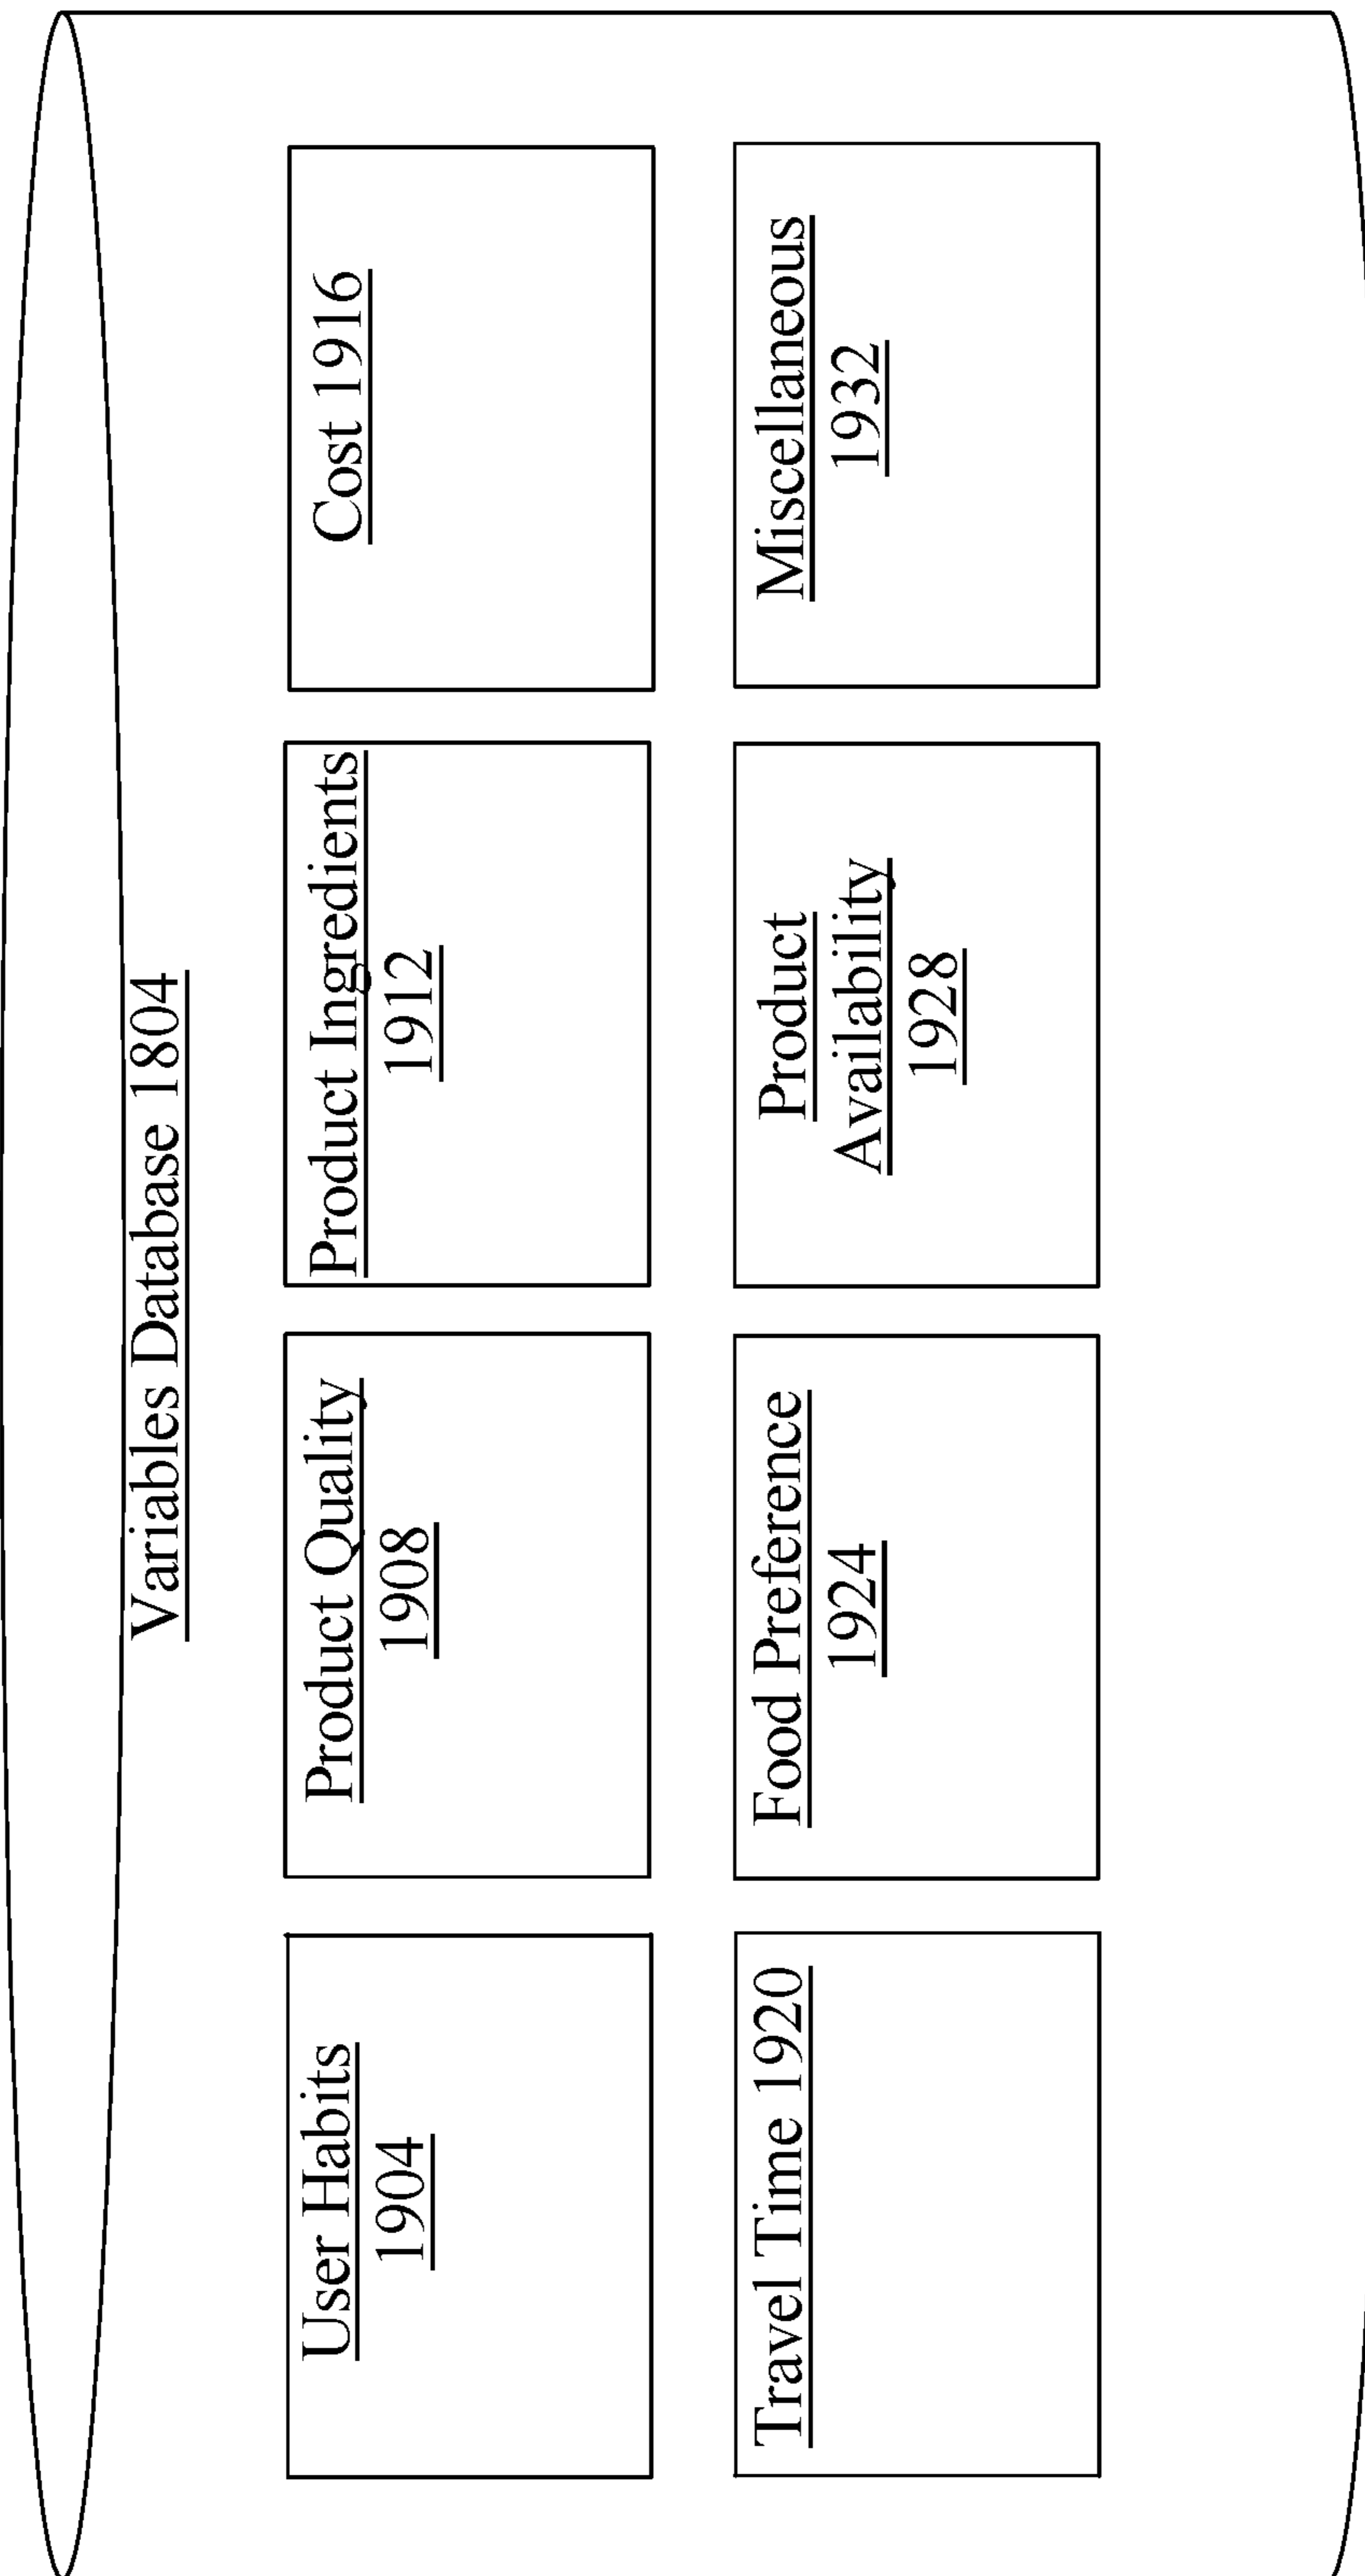 Variables Database 1804
User Habits
1904
Product Quality
1908
Product Ingredients
1912
Cost 1916
Travel Time 1920
Food Preference
1924
Product
Availability
1928
Miscellaneous
1932